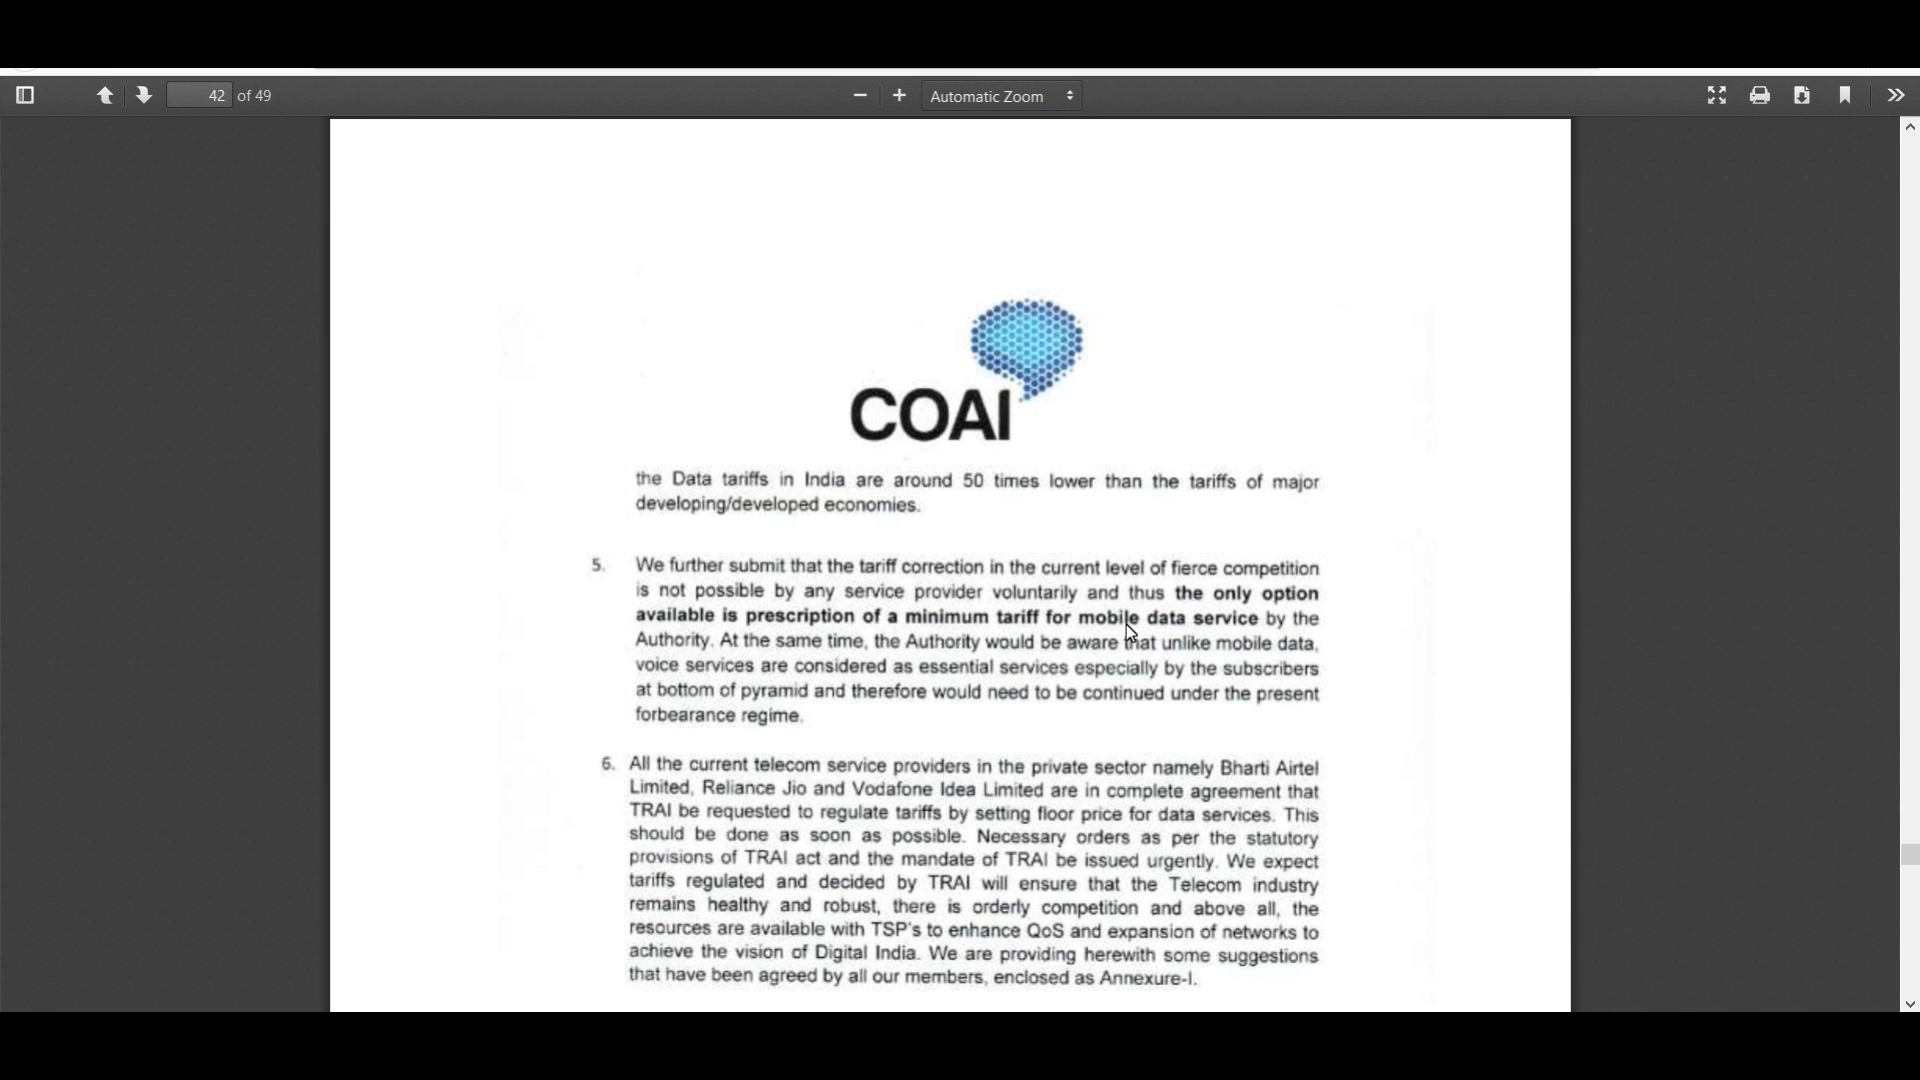 42 of 49
Automatic Zoom
COAI
the Data tariffs in India are around 50 times lower than the tariffs of major
developing/developed economies.
5. We further submit that the tariff correction in the current level of fierce competition
is not possible by any service provider voluntarily and thus the only option
available is prescription of a minimum tariff for mobile data service by the
Authority. At the same time, the Authority would be aware that unlike mobile data,
voice services are considered as essential services especially by the subscribers
at bottom of pyramid and therefore would need to be continued under the present
forbearance regime.
6. All the current telecom service providers in the private sector namely Bharti Airtel
Limited, Reliance Jio and Vodafone Idea Limited are in complete agreement that
TRAI be requested to regulate tariffs by setting floor price for data services. This
should be done as soon as possible. Necessary orders as per the statutory
provisions of TRAI act and the mandate of TRAI be issued urgently. We expect
tariffs regulated and decided by TRAI will ensure that the Telecom industry
remains healthy and robust, there is orderly competition and above all, the
resources are available with TSP's to enhance QoS and expansion of networks to
achieve the vision of Digital India. We are providing herewith some suggestions
that have been agreed by all our members, enclosed as Annexure-I.